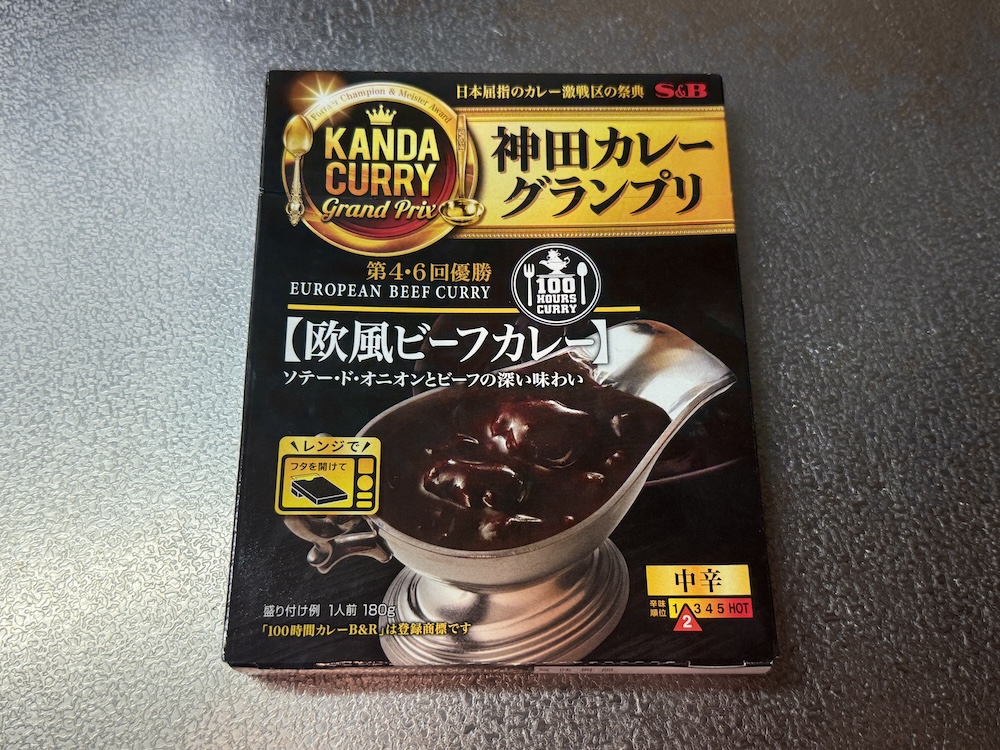 日本屈指のカレー激戦区の祭典 S&B
KANDA
CURRY
Grand Prix
神田カレー
グランプリ
第4・6回優勝
EUROPEAN BEEF CURRY
100
HOURS
CURRY
【欧風ビーフカレー】
ソテー・ド・オニオンとビーフの深い味わい
レンジで
フタを開けて
中辛
辛味
順位
1 2 3 4 5 HOT
盛り付け例 1人前 180g
「100時間カレーB&R」は登録商標です